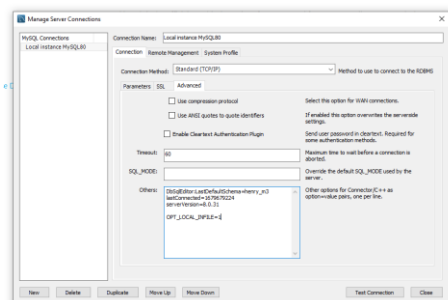 Manage Server Connections
MySQL Connections
Local instance MySQL80
Connection Name: Local instance MySQL80
Connection Remote Management System Profile
Connection Method: Standard (TCP/IP) Method to use to connect to the RDBMS
Parameters SSL Advanced
Use compression protocol Select this option for WAN connections.
Use ANSI quotes to quote identifiers If enabled this option overwrites the serverside
settings.
Enable Cleartext Authentication Plugin Send user password in cleartext. Required for
some authentication methods.
Timeout: 60 Maximum time to wait before a connection is
aborted.
SQL_MODE: Override the default SQL_MODE used by the
server.
Others: DbSqlEditor:LastDefaultSchema=henry_m3 Other options for Connector/C++ as
lastConnected=1679679224 option=value pairs, one per line.
serverVersion=8.0.31
OPT_LOCAL_INFILE=1
New Delete Duplicate Move Up Move Down Test Connection Close